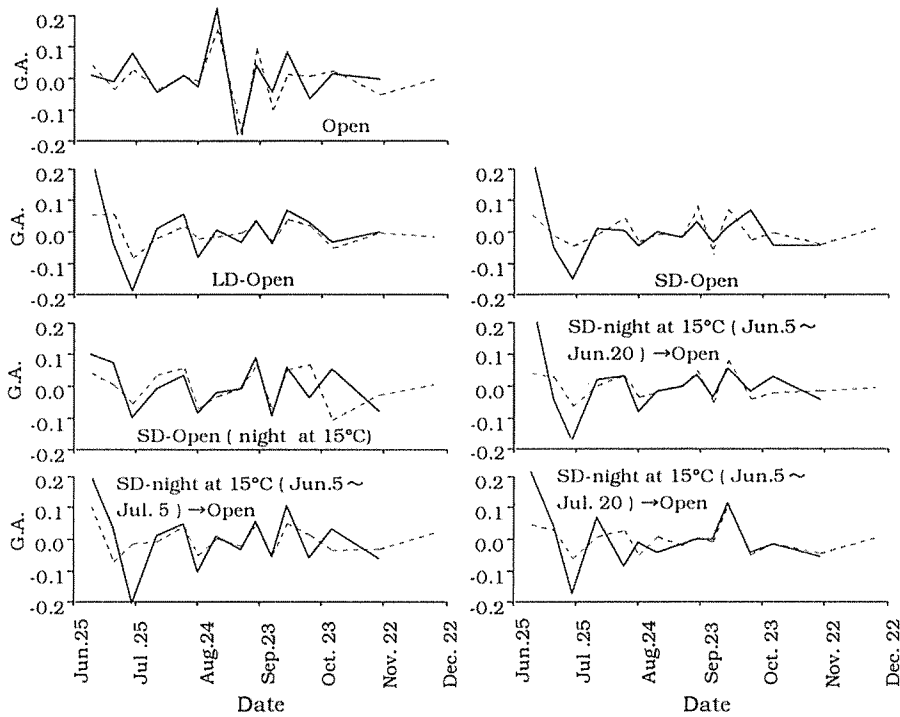 0.2
0.1
0.0
-0.1
-0.2
G.A.
Open
0.2
0.1
0.0
-0.1
-0.2
G.A.
LD-Open
0.2
0.1
0.0
-0.1
-0.2
SD-Open
0.2
0.1
0.0
-0.1
-0.2
G.A.
SD-Open ( night at 15°C)
0.2
0.1
0.0
-0.1
-0.2
SD-night at 15°C ( Jun.5～
Jun.20 ) →Open
0.2
0.1
0.0
-0.1
-0.2
G.A.
SD-night at 15°C ( Jun.5～
Jul. 5 ) →Open
0.2
0.1
0.0
-0.1
-0.2
SD-night at 15°C (Jun.5～
Jul. 20 ) →Open
Jun.25
Jul .25
Aug.24
Sep.23
Oct. 23
Nov. 22
Dec. 22
Date
Jun.25
Jul .25
Aug.24
Sep.23
Oct. 23
Nov. 22
Dec. 22
Date